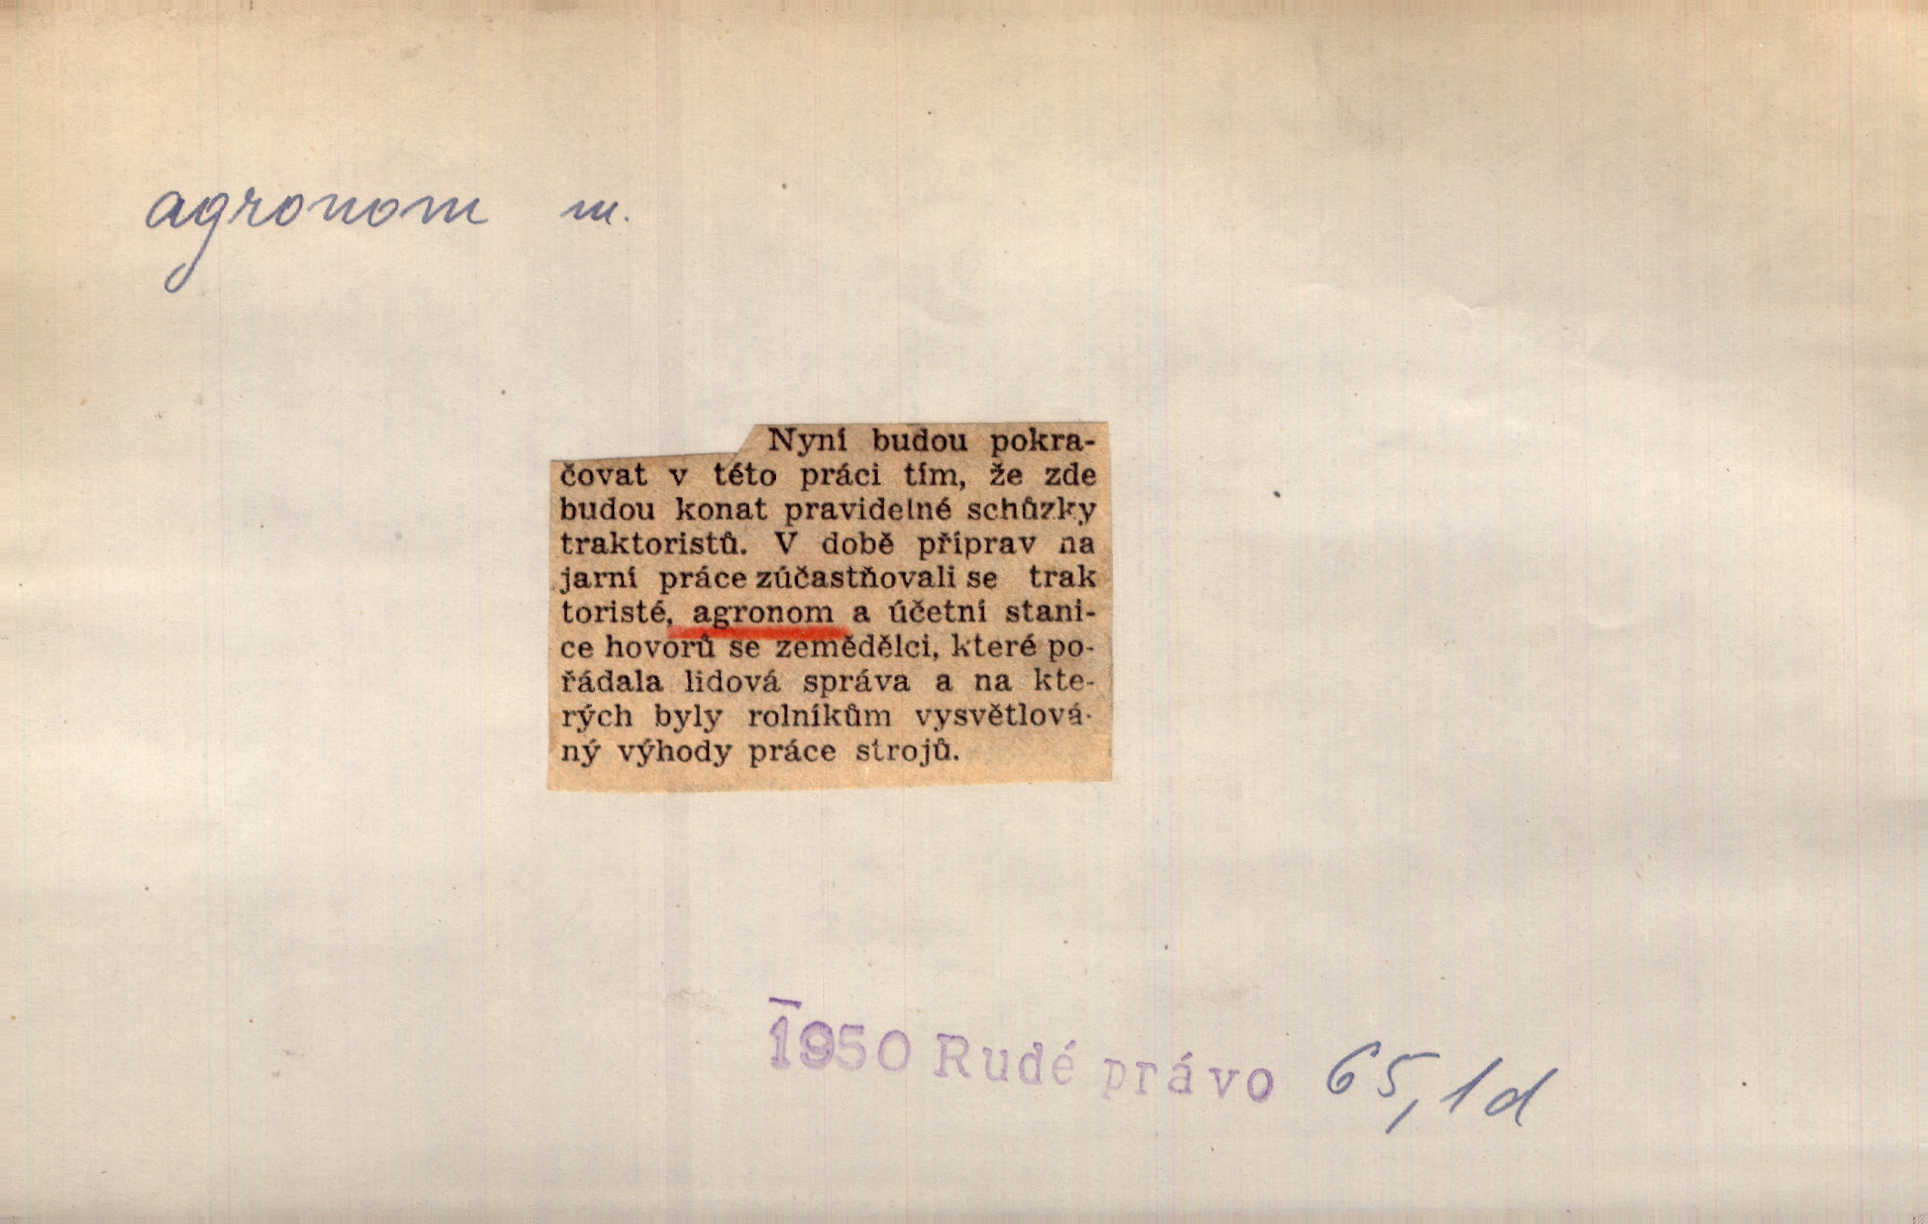 agronom m.
Nyní budou pokra-
čovat v této práci tím, že zde
budou konat pravidelné schůzky
traktoristů. V době příprav na
jarní práce zúčastňovali se trak
toristé, agronom a účetní stani-
ce hovorů se zemědělci, které po-
řádala lidová správa a na kte-
rých byly rolníkům vysvětlová-
ný výhody práce strojů.
1950 Rudé právo 65, 1d